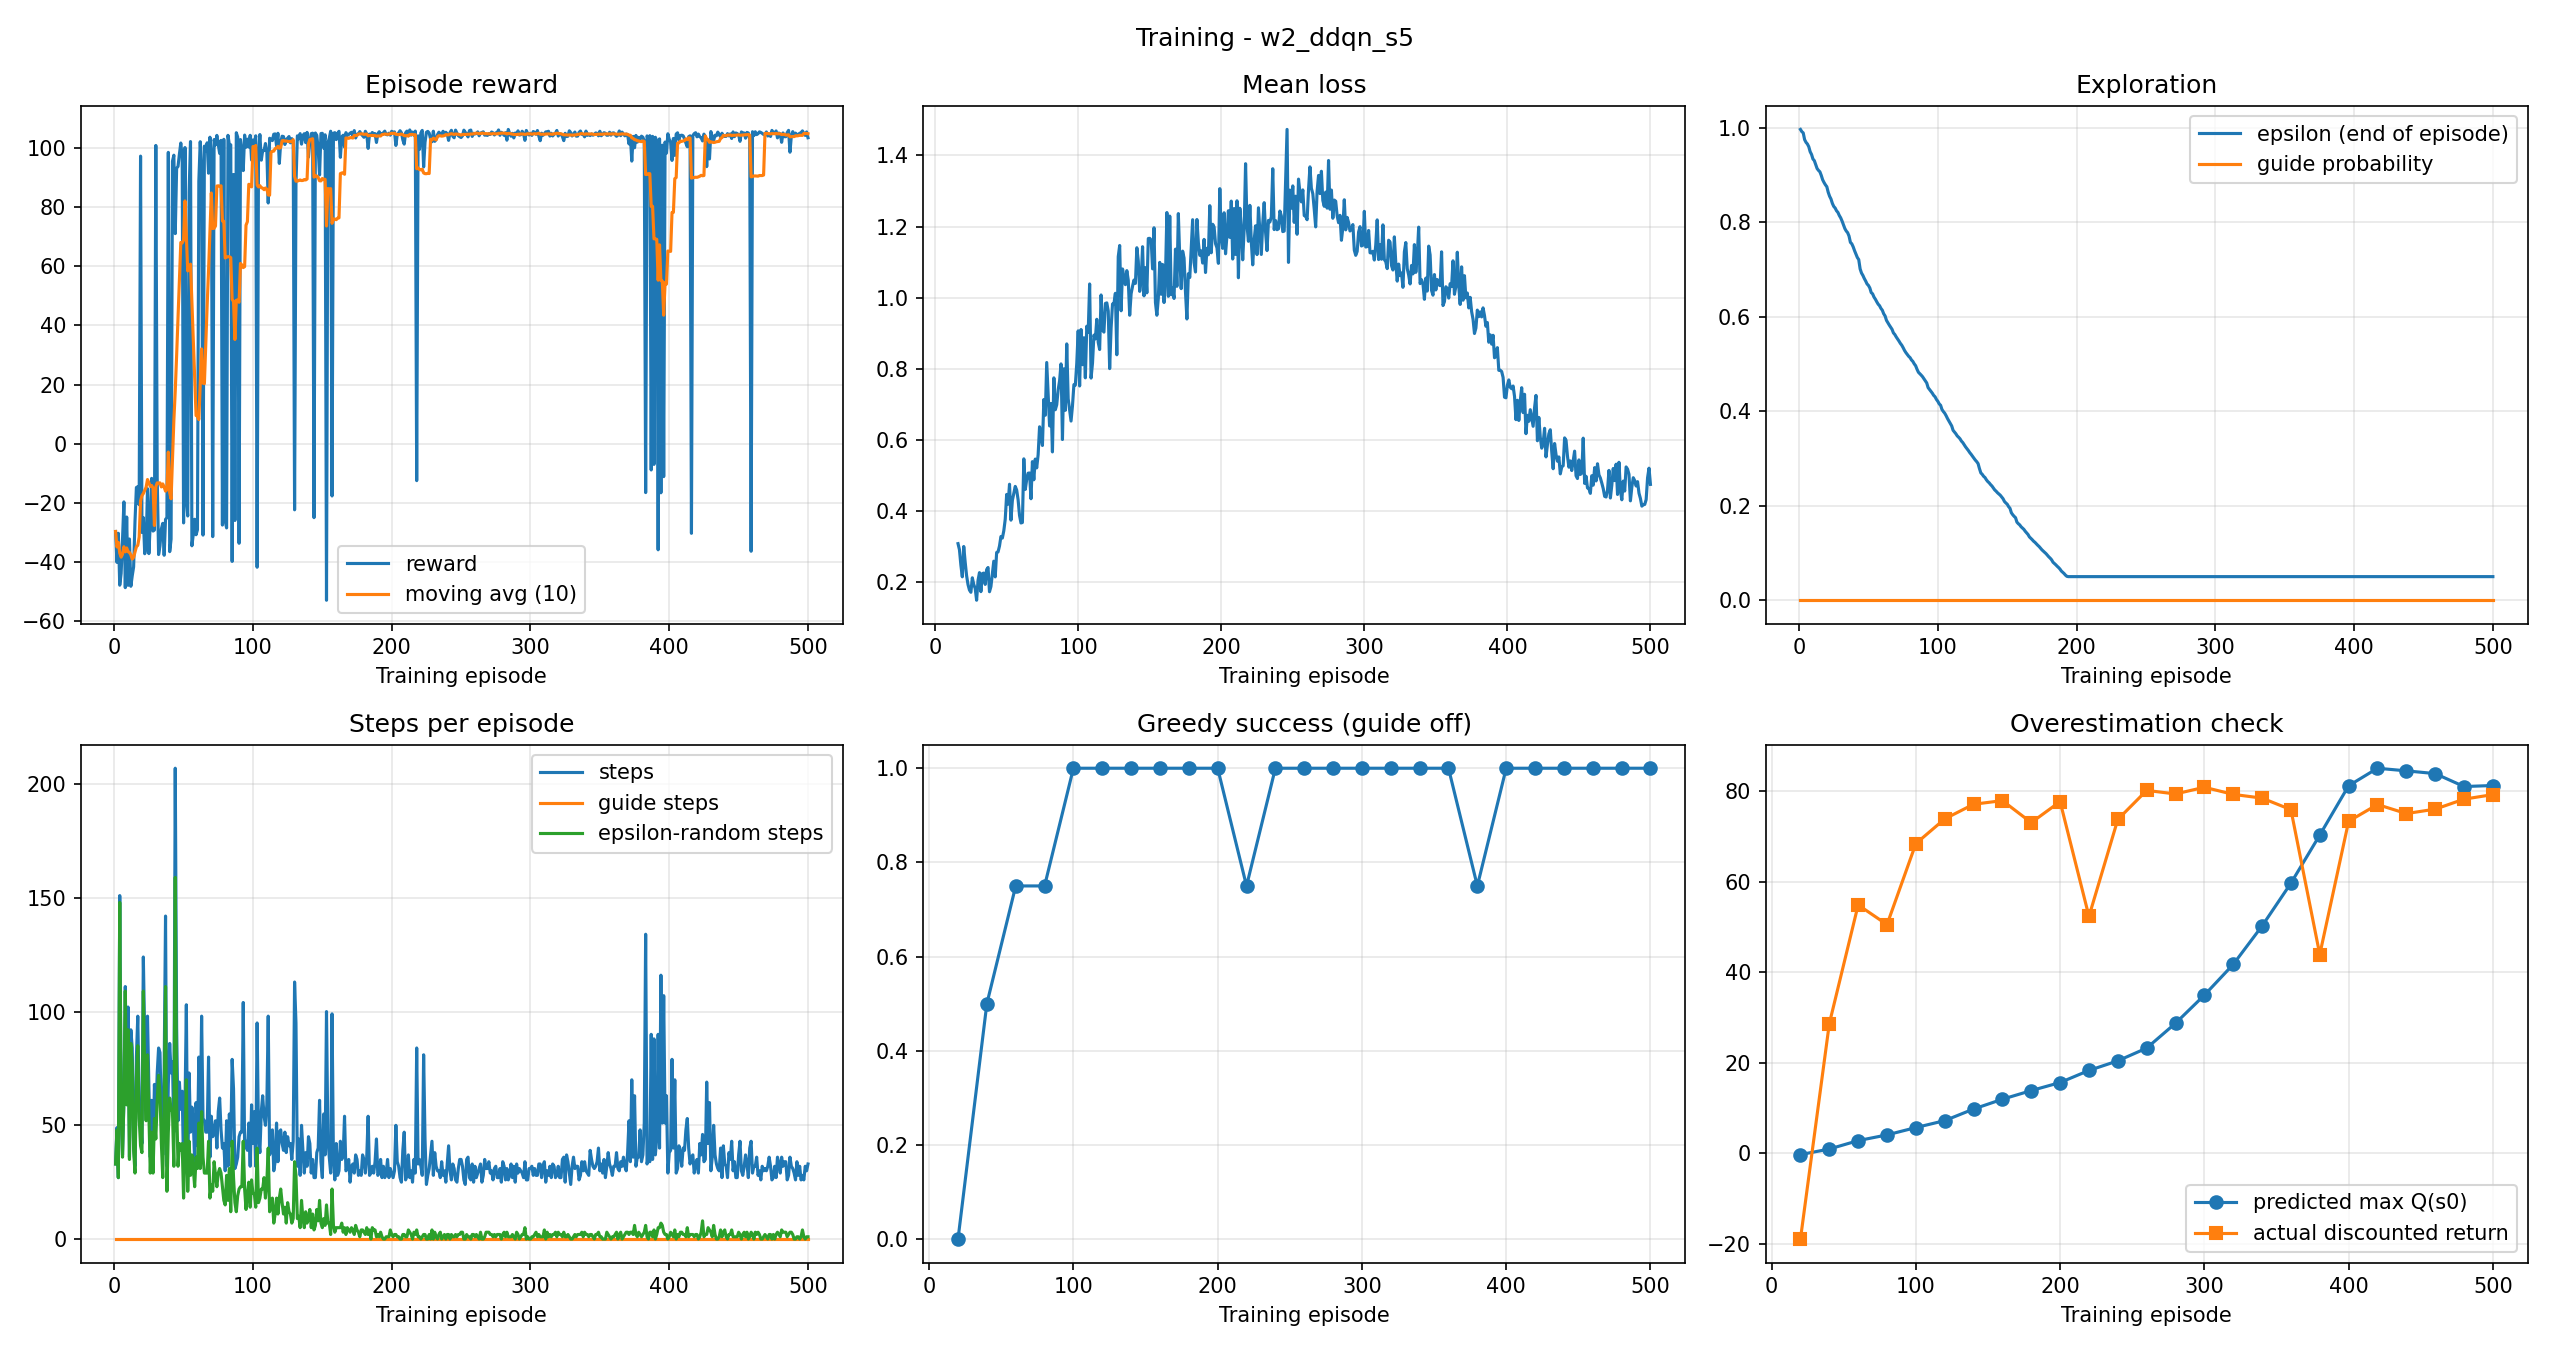 Training - w2_ddqn_s5
Episode reward
100
80
60
40
20
0
−20
−40
−60
0 100 200 300 400 500
Training episode
reward
moving avg (10)
Mean loss
1.4
1.2
1.0
0.8
0.6
0.4
0.2
0 100 200 300 400 500
Training episode
Exploration
1.0
0.8
0.6
0.4
0.2
0.0
0 100 200 300 400 500
Training episode
epsilon (end of episode)
guide probability
Steps per episode
200
150
100
50
0
0 100 200 300 400 500
Training episode
steps
guide steps
epsilon-random steps
Greedy success (guide off)
1.0
0.8
0.6
0.4
0.2
0.0
0 100 200 300 400 500
Training episode
Overestimation check
80
60
40
20
0
−20
0 100 200 300 400 500
Training episode
predicted max Q(s0)
actual discounted return